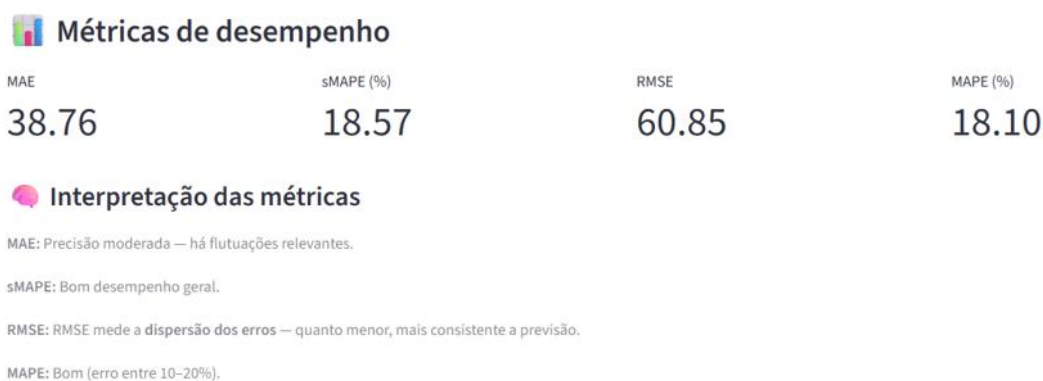 Métricas de desempenho
MAE sMAPE (%) RMSE MAPE (%)
38.76 18.57 60.85 18.10
Interpretação das métricas
MAE: Precisão moderada — há flutuações relevantes.
sMAPE: Bom desempenho geral.
RMSE: RMSE mede a dispersão dos erros — quanto menor, mais consistente a previsão.
MAPE: Bom (erro entre 10–20%).